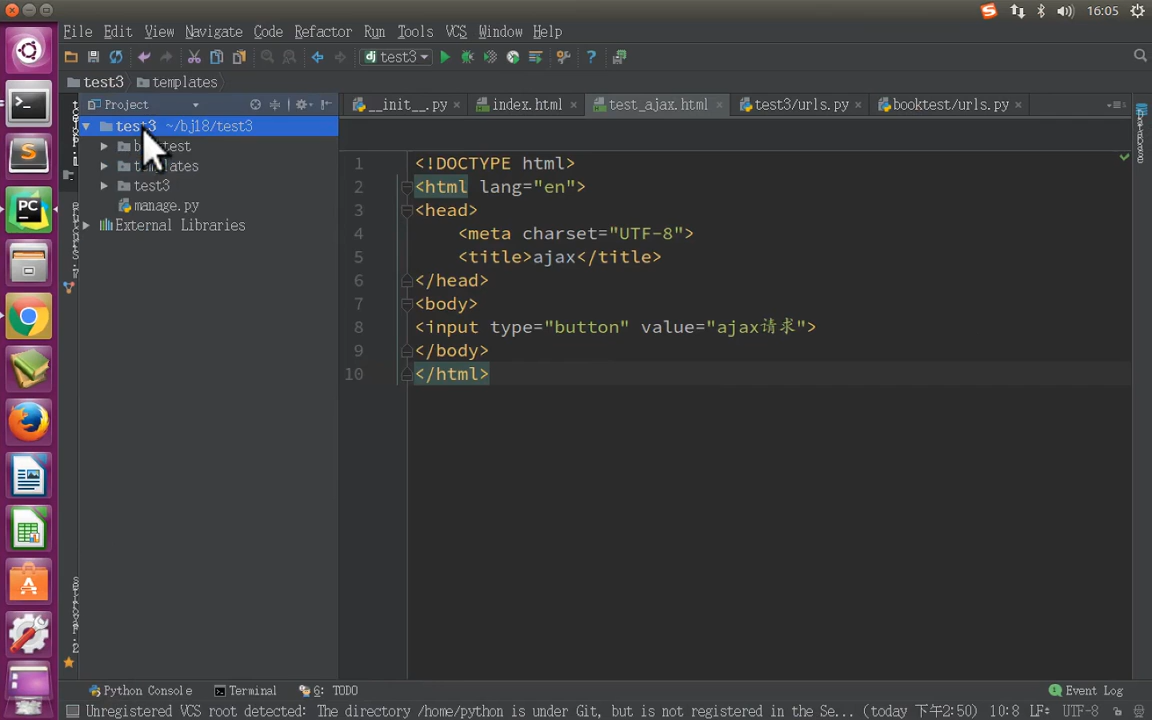 16:05
File Edit View Navigate Code Refactor Run Tools VCS Window Help
dj test3
test3 templates
Project
__init__.py index.html test_ajax.html test3/urls.py booktest/urls.py
test3 ~/bj18/test3
test3
manage.py
External Libraries
1 <!DOCTYPE html>
2 <html lang="en">
3 <head>
4 <meta charset="UTF-8">
5 <title>ajax</title>
6 </head>
7 <body>
8 <input type="button" value="ajax请求">
9 </body>
10 </html>
Python Console Terminal 6: TODO Event Log
Unregistered VCS root detected: The directory /home/python is under Git, but is not registered in the Se... (today 下午2:50) 10:8 LF UTF-8